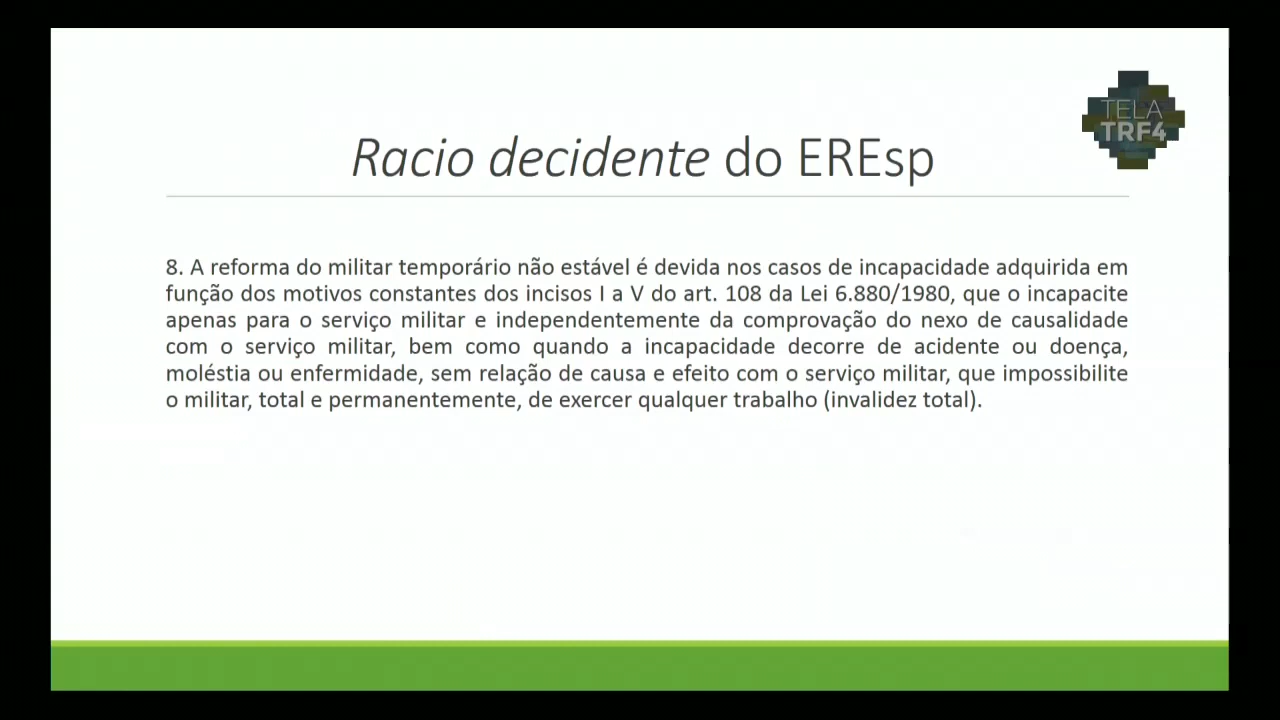 TELA
TRF4
Racio decidente do EREsp
8. A reforma do militar temporário não estável é devida nos casos de incapacidade adquirida em
função dos motivos constantes dos incisos I a V do art. 108 da Lei 6.880/1980, que o incapacite
apenas para o serviço militar e independentemente da comprovação do nexo de causalidade
com o serviço militar, bem como quando a incapacidade decorre de acidente ou doença,
moléstia ou enfermidade, sem relação de causa e efeito com o serviço militar, que impossibilite
o militar, total e permanentemente, de exercer qualquer trabalho (invalidez total).